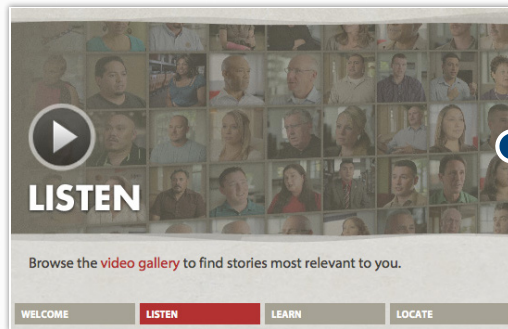 LISTEN
Browse the video gallery to find stories most relevant to you.
WELCOME LISTEN LEARN LOCATE